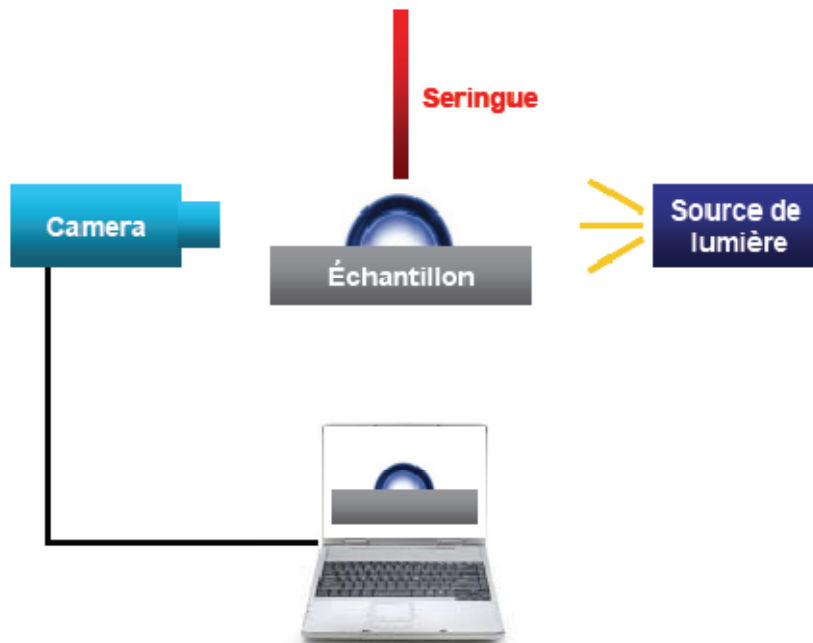 Seringue
Camera
Source de
lumière
Échantillon